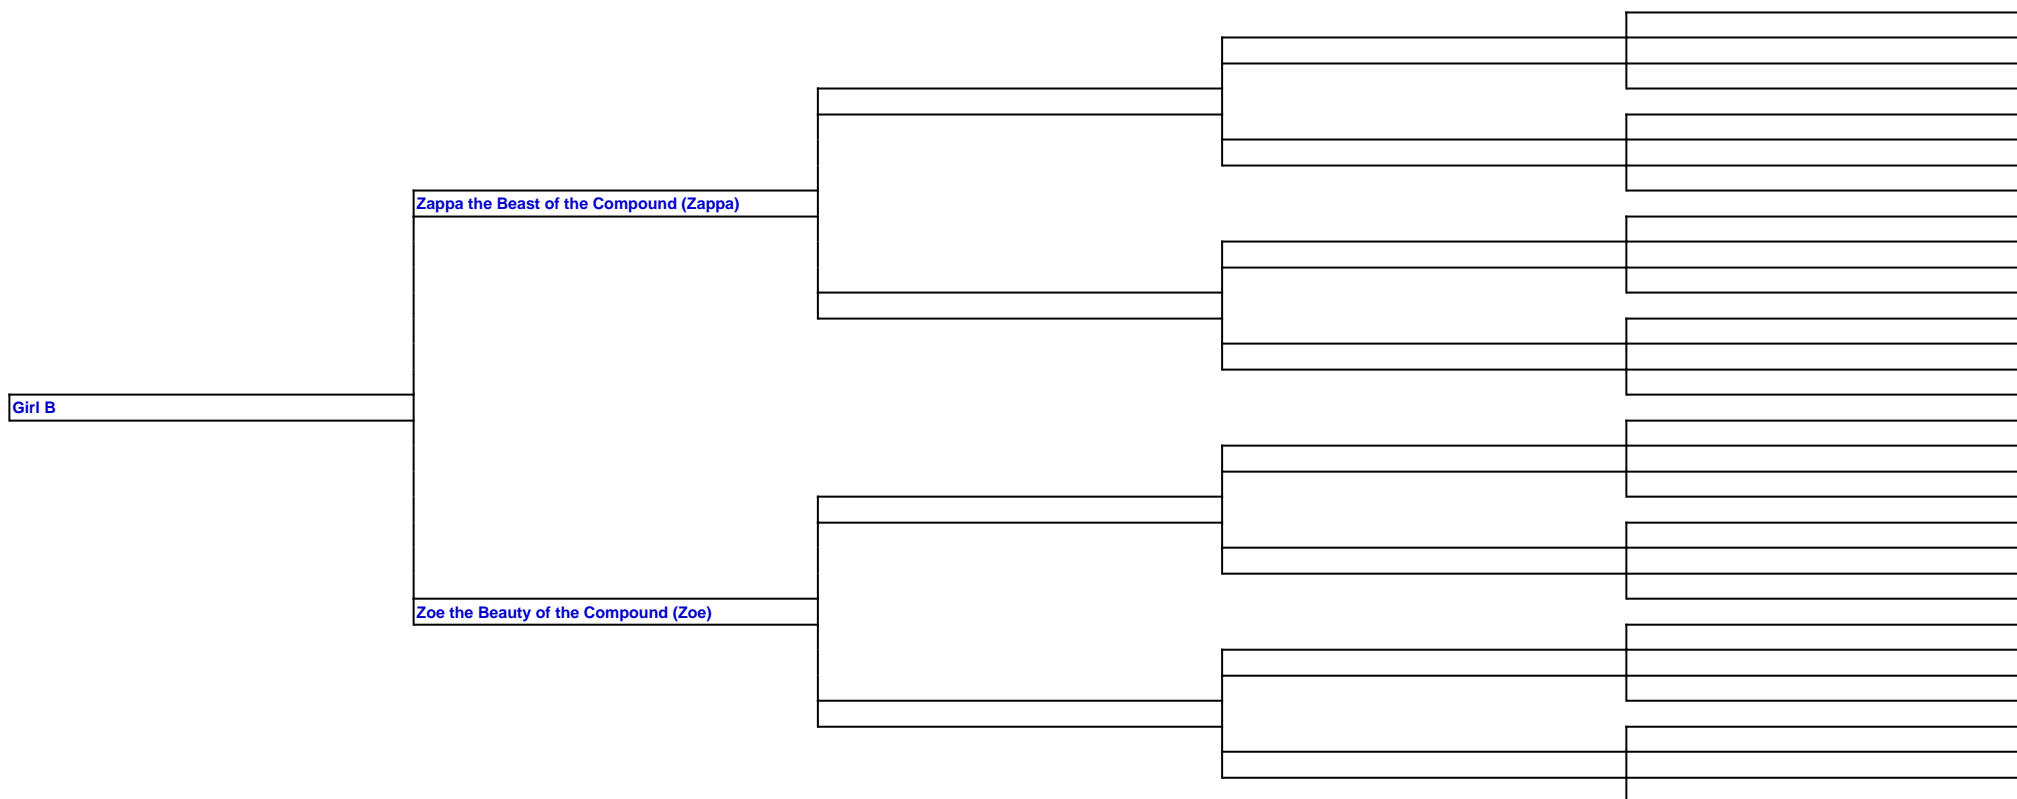 Zappa the Beast of the Compound (Zappa)
Girl B
Zoe the Beauty of the Compound (Zoe)